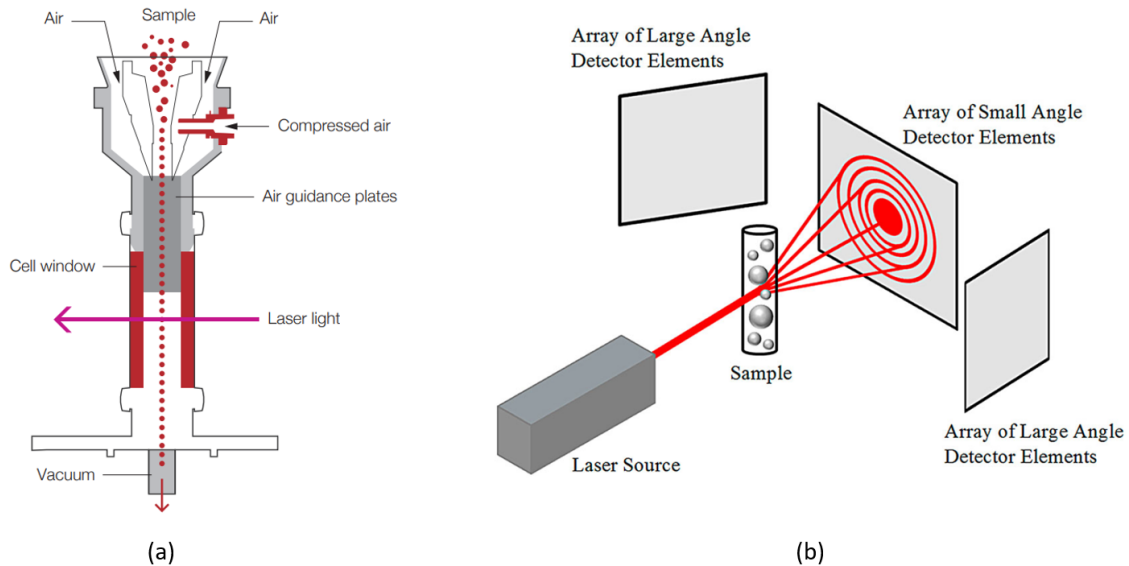 Air
Sample
Air
Compressed air
Air guidance plates
Cell window
Laser light
Vacuum
(a)
Array of Large Angle
Detector Elements
Array of Small Angle
Detector Elements
Sample
Laser Source
Array of Large Angle
Detector Elements
(b)